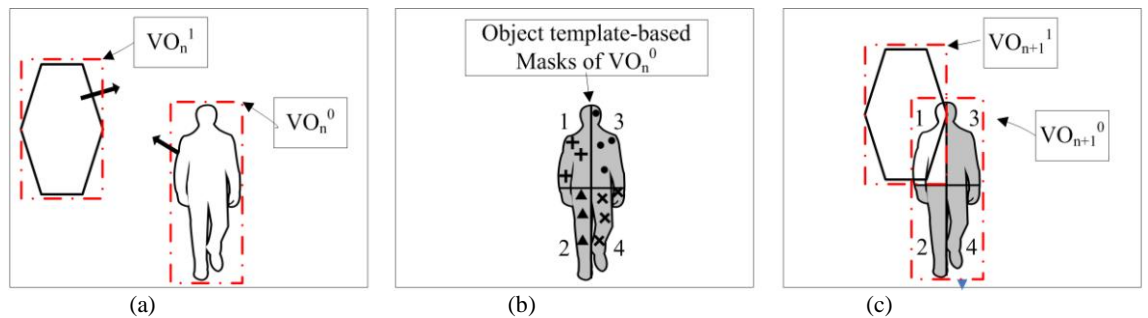 VOₙ¹
VOₙ⁰
(a)
Object template-based
Masks of VOₙ⁰
1 3
2 4
(b)
VOₙ₊₁¹
VOₙ₊₁⁰
1 3
2 4
(c)